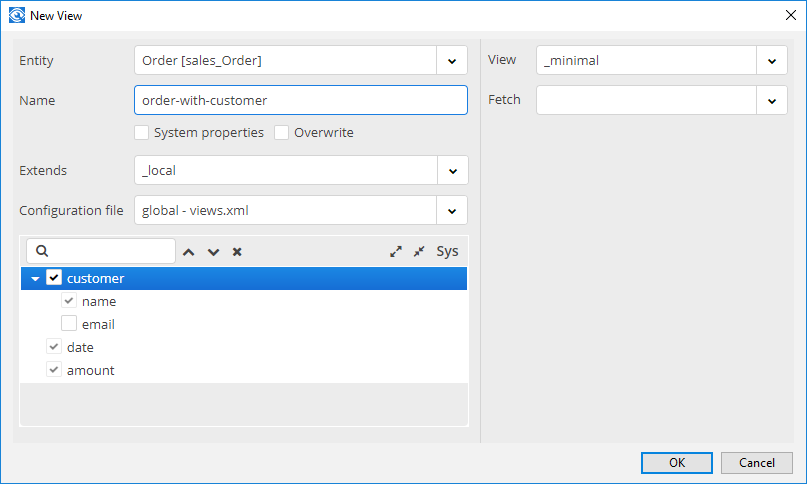 New View
Entity
Order [sales_Order]
Name
order-with-customer
System properties
Overwrite
Extends
_local
Configuration file
global - views.xml
Sys
customer
name
email
date
amount
View
_minimal
Fetch
OK
Cancel